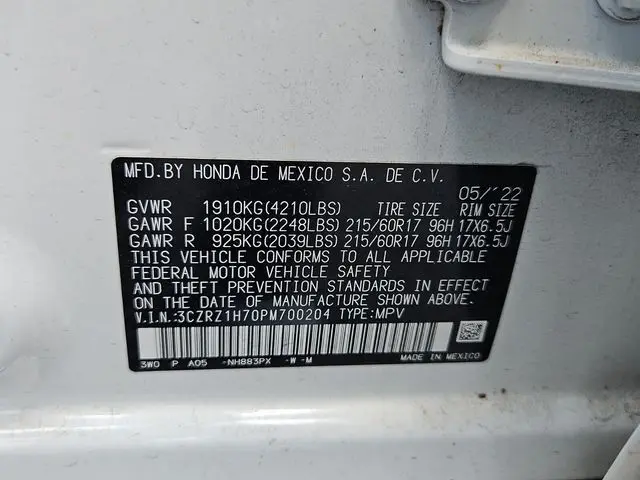 MFD.BY HONDA DE MEXICO S.A. DE C.V.
05/'22
GVWR 1910KG(4210LBS) TIRE SIZE RIM SIZE
GAWR F 1020KG(2248LBS) 215/60R17 96H 17X6.5J
GAWR R 925KG(2039LBS) 215/60R17 96H 17X6.5J
THIS VEHICLE CONFORMS TO ALL APPLICABLE
FEDERAL MOTOR VEHICLE SAFETY
AND THEFT PREVENTION STANDARDS IN EFFECT
ON THE DATE OF MANUFACTURE SHOWN ABOVE.
V.I.N.:3CZRZ1H70PM700204 TYPE:MPV
3W0 P A05 -NH883PX -W -M MADE IN MEXICO